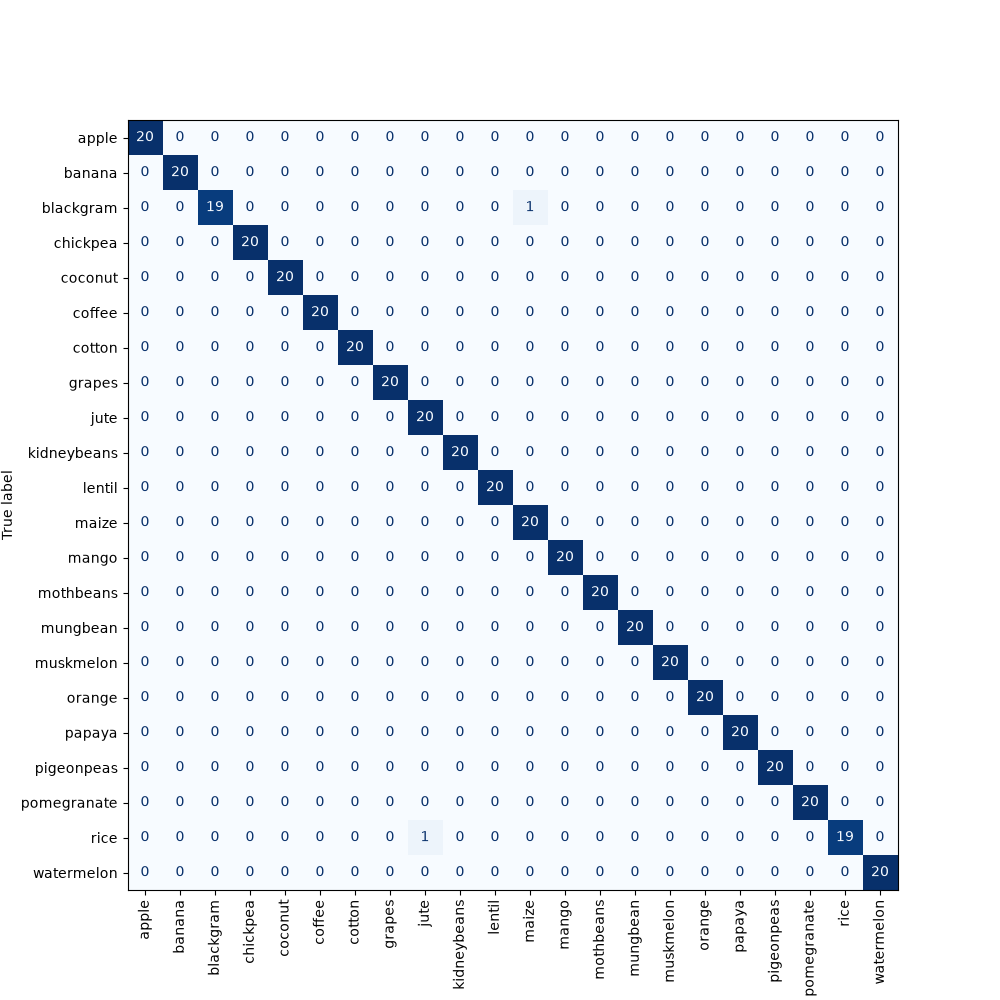 apple 20 0 0 0 0 0 0 0 0 0 0 0 0 0 0 0 0 0 0 0 0 0
banana 0 20 0 0 0 0 0 0 0 0 0 0 0 0 0 0 0 0 0 0 0 0
blackgram 0 0 19 0 0 0 0 0 0 0 0 1 0 0 0 0 0 0 0 0 0 0
chickpea 0 0 0 20 0 0 0 0 0 0 0 0 0 0 0 0 0 0 0 0 0 0
coconut 0 0 0 0 20 0 0 0 0 0 0 0 0 0 0 0 0 0 0 0 0 0
coffee 0 0 0 0 0 20 0 0 0 0 0 0 0 0 0 0 0 0 0 0 0 0
cotton 0 0 0 0 0 0 20 0 0 0 0 0 0 0 0 0 0 0 0 0 0 0
grapes 0 0 0 0 0 0 0 20 0 0 0 0 0 0 0 0 0 0 0 0 0 0
jute 0 0 0 0 0 0 0 0 20 0 0 0 0 0 0 0 0 0 0 0 0 0
kidneybeans 0 0 0 0 0 0 0 0 0 20 0 0 0 0 0 0 0 0 0 0 0 0
lentil 0 0 0 0 0 0 0 0 0 0 20 0 0 0 0 0 0 0 0 0 0 0
maize 0 0 0 0 0 0 0 0 0 0 0 20 0 0 0 0 0 0 0 0 0 0
mango 0 0 0 0 0 0 0 0 0 0 0 0 20 0 0 0 0 0 0 0 0 0
mothbeans 0 0 0 0 0 0 0 0 0 0 0 0 0 20 0 0 0 0 0 0 0 0
mungbean 0 0 0 0 0 0 0 0 0 0 0 0 0 0 20 0 0 0 0 0 0 0
muskmelon 0 0 0 0 0 0 0 0 0 0 0 0 0 0 0 20 0 0 0 0 0 0
orange 0 0 0 0 0 0 0 0 0 0 0 0 0 0 0 0 20 0 0 0 0 0
papaya 0 0 0 0 0 0 0 0 0 0 0 0 0 0 0 0 0 20 0 0 0 0
pigeonpeas 0 0 0 0 0 0 0 0 0 0 0 0 0 0 0 0 0 0 20 0 0 0
pomegranate 0 0 0 0 0 0 0 0 0 0 0 0 0 0 0 0 0 0 0 20 0 0
rice 0 0 0 0 0 0 0 0 1 0 0 0 0 0 0 0 0 0 0 0 19 0
watermelon 0 0 0 0 0 0 0 0 0 0 0 0 0 0 0 0 0 0 0 0 0 20
True label
apple
banana
blackgram
chickpea
coconut
coffee
cotton
grapes
jute
kidneybeans
lentil
maize
mango
mothbeans
mungbean
muskmelon
orange
papaya
pigeonpeas
pomegranate
rice
watermelon